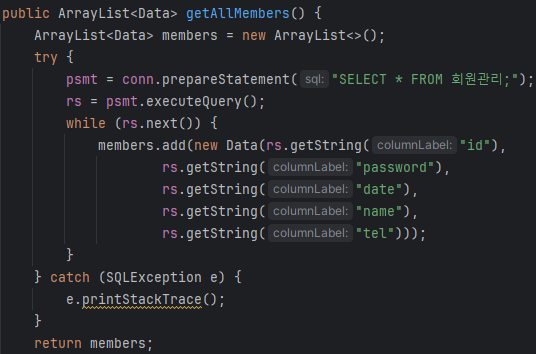 public ArrayList<Data> getAllMembers() {
ArrayList<Data> members = new ArrayList<>();
try {
psmt = conn.prepareStatement( sql: "SELECT * FROM 회원관리;");
rs = psmt.executeQuery();
while (rs.next()) {
members.add(new Data(rs.getString( columnLabel: "id"),
rs.getString( columnLabel: "password"),
rs.getString( columnLabel: "date"),
rs.getString( columnLabel: "name"),
rs.getString( columnLabel: "tel")));
}
} catch (SQLException e) {
e.printStackTrace();
}
return members;